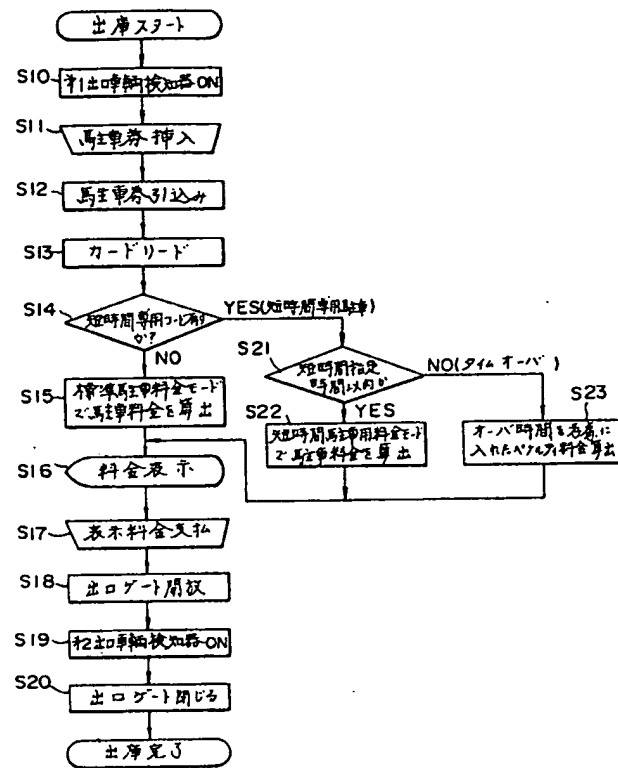 出庫スタート
S10
第1出口車輌検知器ON
S11
駐車券挿入
S12
駐車券引込み
S13
カードリード
S14
短時間専用コード有りか?
YES(短時間専用駐車)
NO
S21
短時間指定
時間以内か
NO(タイムオーバ)
YES
S15
標準駐車料金モード
で駐車料金を算出
S22
短時間駐車専用料金モード
で駐車料金を算出
S23
オーバ時間を考慮に
入れたペナルティ料金算出
S16
料金表示
S17
表示料金支払
S18
出口ゲート開放
S19
第2出口車輌検知器ON
S20
出口ゲート閉じる
出庫完了